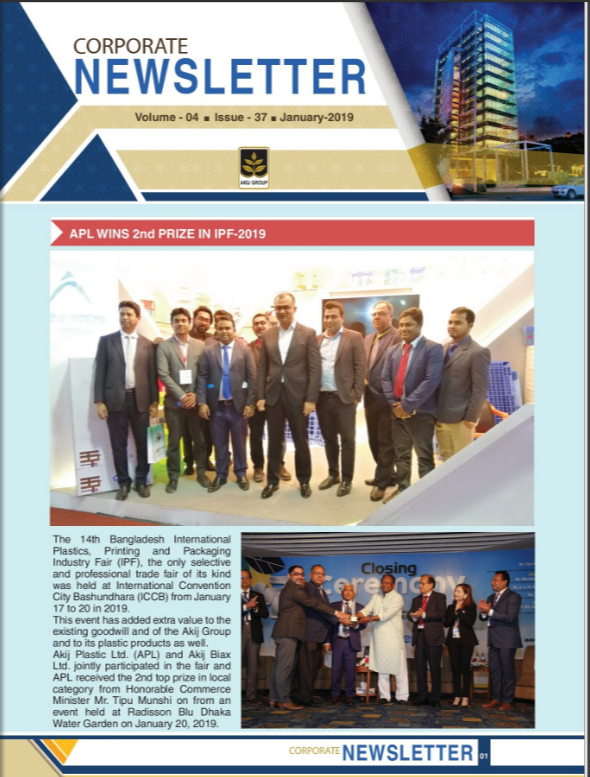 CORPORATE
NEWSLETTER
Volume - 04 ■ Issue - 37 ■ January-2019
AKIJ GROUP
APL WINS 2nd PRIZE IN IPF-2019
The 14th Bangladesh International
Plastics, Printing and Packaging
Industry Fair (IPF), the only selective
and professional trade fair of its kind
was held at International Convention
City Bashundhara (ICCB) from January
17 to 20 in 2019.
This event has added extra value to the
existing goodwill and of the Akij Group
and to its plastic products as well.
Akij Plastic Ltd. (APL) and Akij Biax
Ltd. jointly participated in the fair and
APL received the 2nd top prize in local
category from Honorable Commerce
Minister Mr. Tipu Munshi on from an
event held at Radisson Blu Dhaka
Water Garden on January 20, 2019.
Closing
Ceremony
CORPORATE NEWSLETTER 01